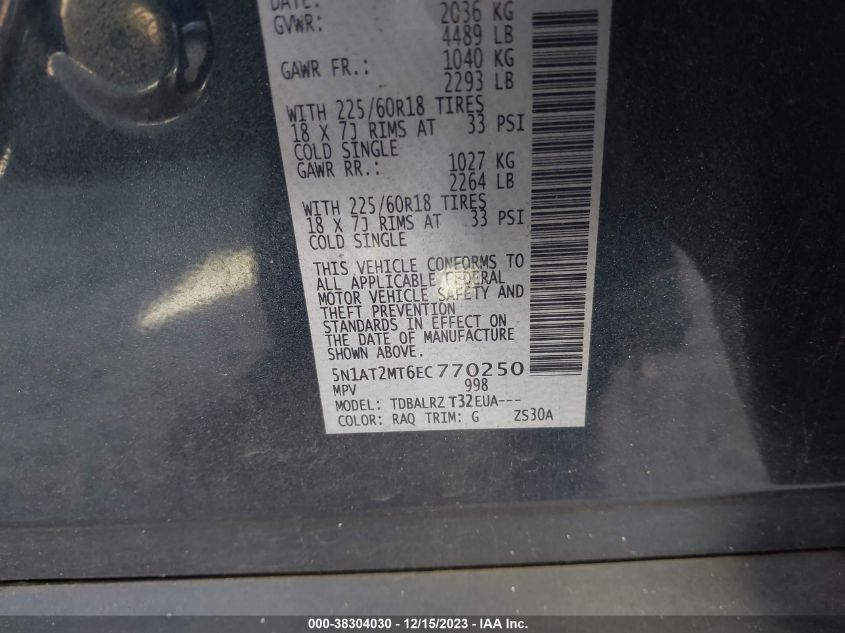 DATE: 2036 KG
GVWR: 4489 LB
GAWR FR.: 1040 KG
2293 LB
WITH 225/60R18 TIRES
18 X 7J RIMS AT 33 PSI
COLD SINGLE
GAWR RR.: 1027 KG
2264 LB
WITH 225/60R18 TIRES
18 X 7J RIMS AT 33 PSI
COLD SINGLE
THIS VEHICLE CONFORMS TO
ALL APPLICABLE FEDERAL
MOTOR VEHICLE SAFETY AND
THEFT PREVENTION
STANDARDS IN EFFECT ON
THE DATE OF MANUFACTURE
SHOWN ABOVE.
5N1AT2MT6EC770250
MPV 998
MODEL: TDBALRZ T32EUA---
COLOR: RAQ TRIM: G ZS30A
000-38304030 - 12/15/2023 - IAA Inc.